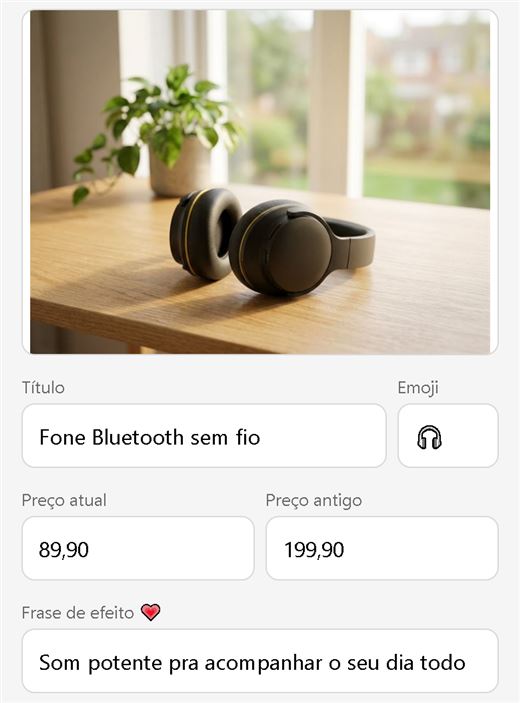 Título
Emoji
Fone Bluetooth sem fio
🎧
Preço atual
Preço antigo
89,90
199,90
Frase de efeito ❤️
Som potente pra acompanhar o seu dia todo